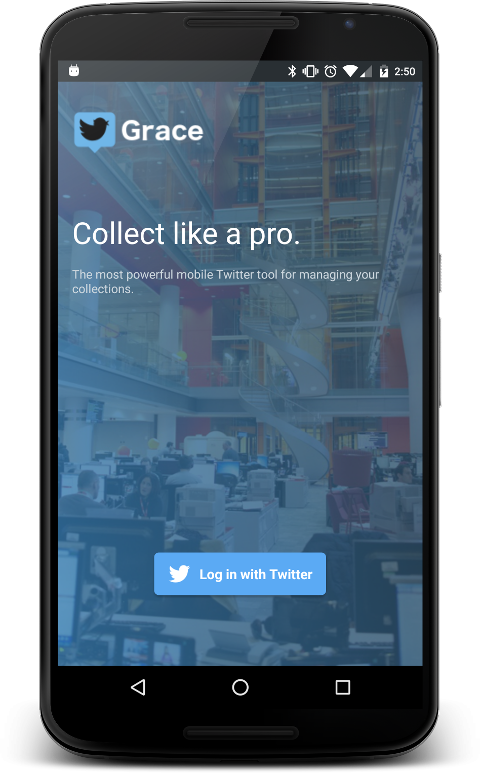 2:50
Grace
Collect like a pro.
The most powerful mobile Twitter tool for managing your
collections.
Log in with Twitter